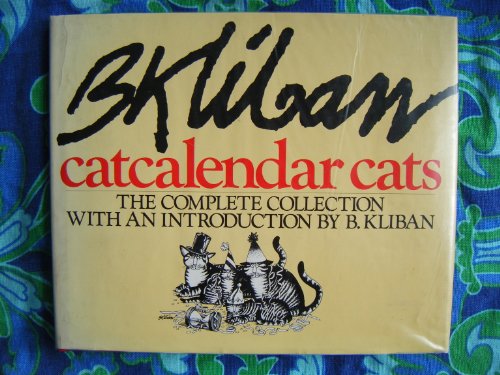 BKliban
catcalendar cats
THE COMPLETE COLLECTION
WITH AN INTRODUCTION BY B. KLIBAN